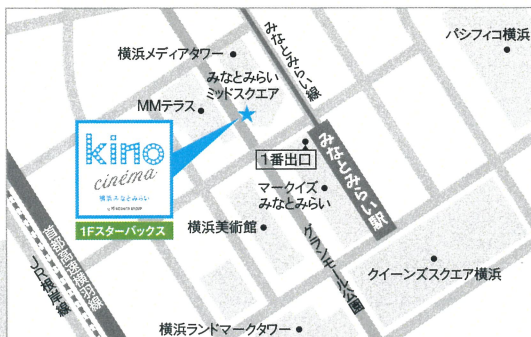 パシフィコ横浜
横浜メディアタワー
みなとみらい線
みなとみらい
ミッドスクエア
MMテラス
kino
cinéma
横浜みなとみらい
1Fスターバックス
1番出口
みなとみらい駅
マークイズ
みなとみらい
横浜美術館
グランモール公園
クイーンズスクエア横浜
首都高速横羽線
JR根岸線
横浜ランドマークタワー